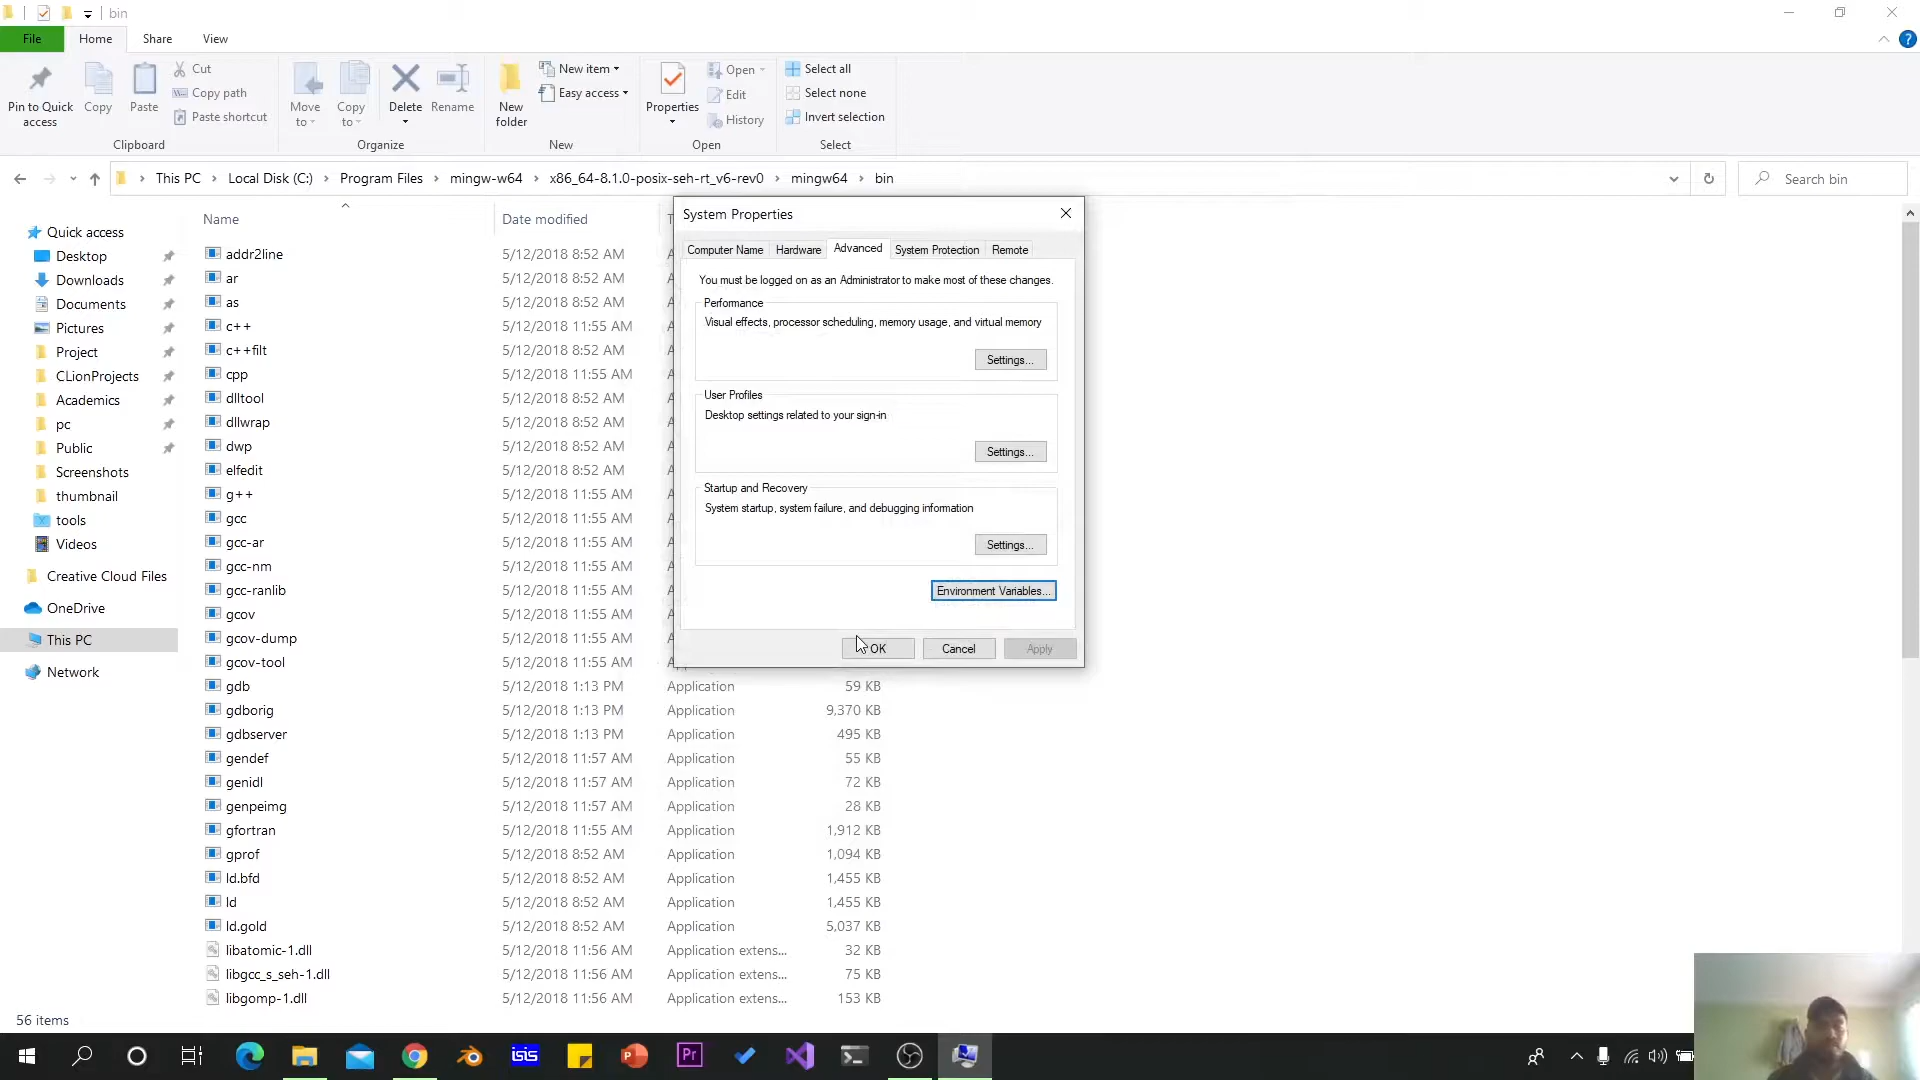 bin
File
Home
Share
View
Pin to Quick access
Copy
Paste
Cut
Copy path
Paste shortcut
Clipboard
Move to
Copy to
Delete
Rename
Organize
New folder
New item
Easy access
New
Properties
Open
Edit
History
Open
Select all
Select none
Invert selection
Select
This PC
Local Disk (C:)
Program Files
mingw-w64
x86_64-8.1.0-posix-seh-rt_v6-rev0
mingw64
bin
Search bin
Quick access
Desktop
Downloads
Documents
Pictures
Project
CLionProjects
Academics
pc
Public
Screenshots
thumbnail
tools
Videos
Creative Cloud Files
OneDrive
This PC
Network
Name
Date modified
addr2line 5/12/2018 8:52 AM
ar 5/12/2018 8:52 AM
as 5/12/2018 8:52 AM
c++ 5/12/2018 11:55 AM
c++filt 5/12/2018 8:52 AM
cpp 5/12/2018 11:55 AM
dlltool 5/12/2018 8:52 AM
dllwrap 5/12/2018 8:52 AM
dwp 5/12/2018 8:52 AM
elfedit 5/12/2018 8:52 AM
g++ 5/12/2018 11:55 AM
gcc 5/12/2018 11:55 AM
gcc-ar 5/12/2018 11:55 AM
gcc-nm 5/12/2018 11:55 AM
gcc-ranlib 5/12/2018 11:55 AM
gcov 5/12/2018 11:55 AM
gcov-dump 5/12/2018 11:55 AM
gcov-tool 5/12/2018 11:55 AM
gdb 5/12/2018 1:13 PM Application 59 KB
gdborig 5/12/2018 1:13 PM Application 9,370 KB
gdbserver 5/12/2018 1:13 PM Application 495 KB
gendef 5/12/2018 11:57 AM Application 55 KB
genidl 5/12/2018 11:57 AM Application 72 KB
genpeimg 5/12/2018 11:57 AM Application 28 KB
gfortran 5/12/2018 11:55 AM Application 1,912 KB
gprof 5/12/2018 8:52 AM Application 1,094 KB
ld.bfd 5/12/2018 8:52 AM Application 1,455 KB
ld 5/12/2018 8:52 AM Application 1,455 KB
ld.gold 5/12/2018 8:52 AM Application 5,037 KB
libatomic-1.dll 5/12/2018 11:56 AM Application extens... 32 KB
libgcc_s_seh-1.dll 5/12/2018 11:56 AM Application extens... 75 KB
libgomp-1.dll 5/12/2018 11:56 AM Application extens... 153 KB
System Properties
Computer Name
Hardware
Advanced
System Protection
Remote
You must be logged on as an Administrator to make most of these changes.
Performance
Visual effects, processor scheduling, memory usage, and virtual memory
Settings...
User Profiles
Desktop settings related to your sign-in
Settings...
Startup and Recovery
System startup, system failure, and debugging information
Settings...
Environment Variables...
OK
Cancel
Apply
56 items
isis
Pr